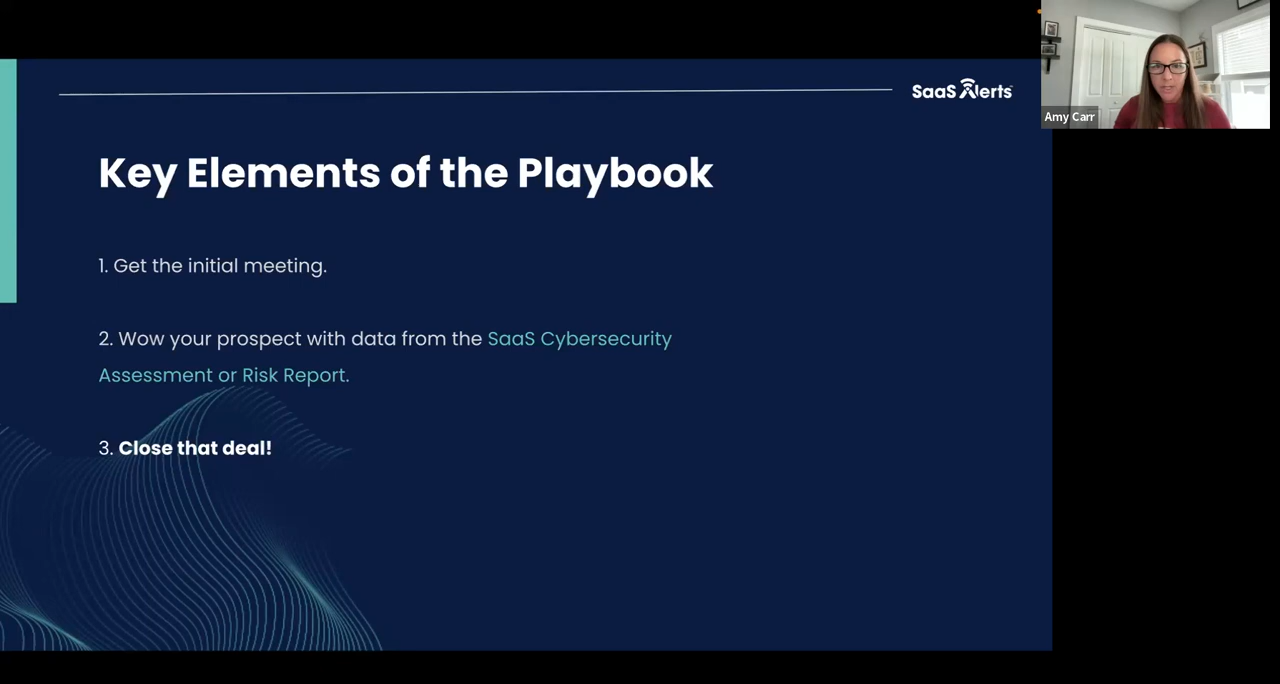 SaaS Alerts
Amy Carr
Key Elements of the Playbook
1. Get the initial meeting.
2. Wow your prospect with data from the SaaS Cybersecurity
Assessment or Risk Report.
3. Close that deal!